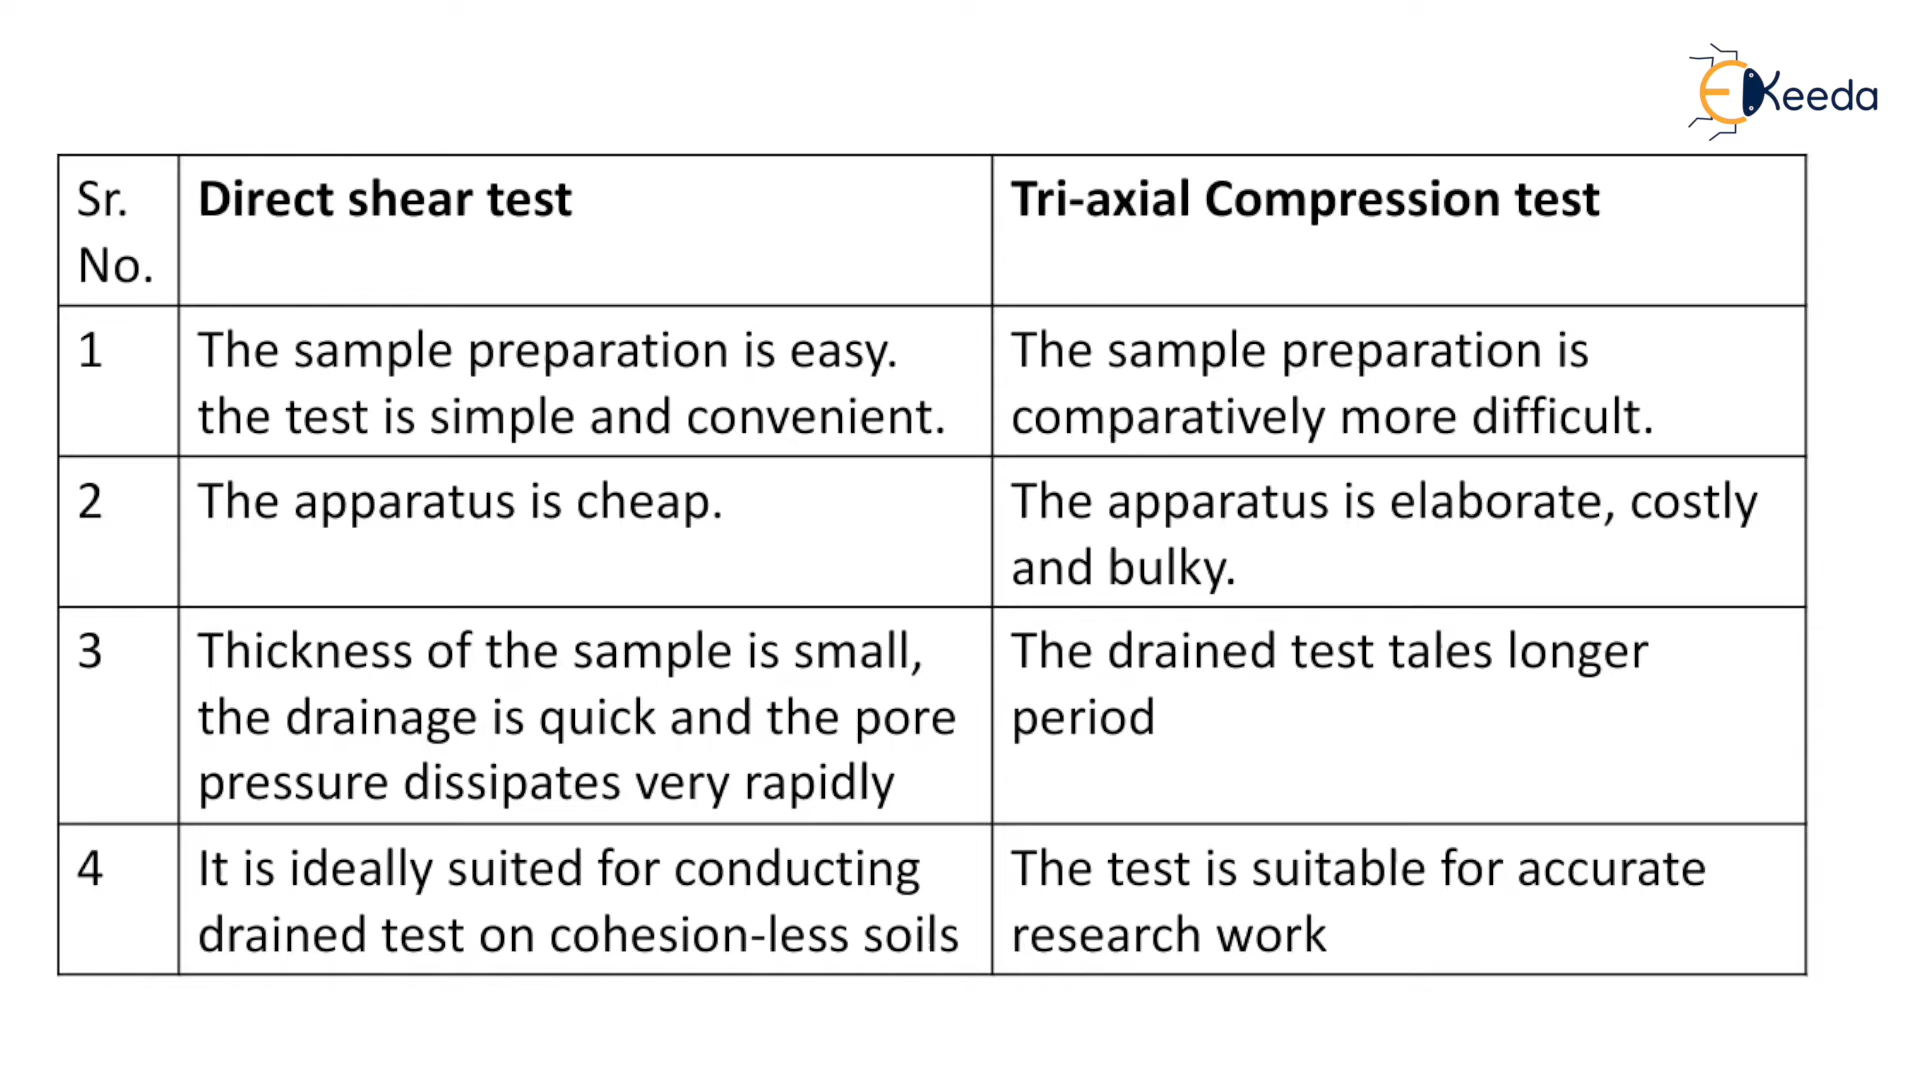 EKeeda
Sr.
No.
Direct shear test
Tri-axial Compression test
1
The sample preparation is easy.
the test is simple and convenient.
The sample preparation is
comparatively more difficult.
2
The apparatus is cheap.
The apparatus is elaborate, costly
and bulky.
3
Thickness of the sample is small,
the drainage is quick and the pore
pressure dissipates very rapidly
The drained test tales longer
period
4
It is ideally suited for conducting
drained test on cohesion-less soils
The test is suitable for accurate
research work